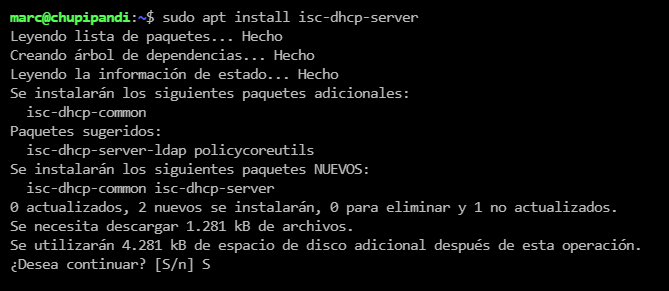 marc@chupipandi:~$ sudo apt install isc-dhcp-server
Leyendo lista de paquetes... Hecho
Creando árbol de dependencias... Hecho
Leyendo la información de estado... Hecho
Se instalarán los siguientes paquetes adicionales:
  isc-dhcp-common
Paquetes sugeridos:
  isc-dhcp-server-ldap policycoreutils
Se instalarán los siguientes paquetes NUEVOS:
  isc-dhcp-common isc-dhcp-server
0 actualizados, 2 nuevos se instalarán, 0 para eliminar y 1 no actualizados.
Se necesita descargar 1.281 kB de archivos.
Se utilizarán 4.281 kB de espacio de disco adicional después de esta operación.
¿Desea continuar? [S/n] S